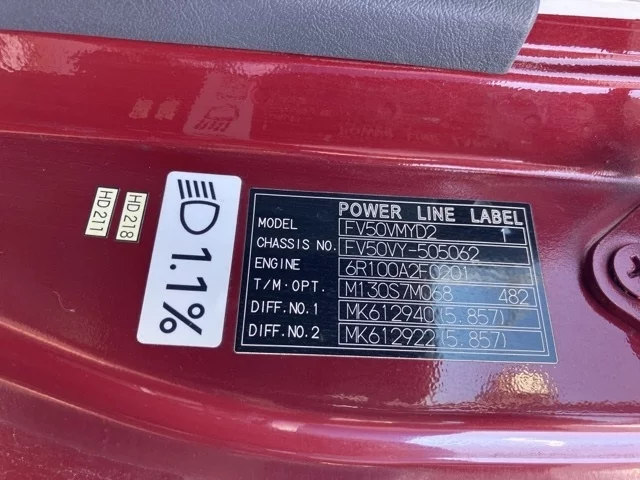 HD211
HD218
1.1%
POWER LINE LABEL
MODEL FV50VMYD2 1
CHASSIS NO. FV50VY-505062
ENGINE 6R100A2F0201
T/M·OPT. M130S7M068 482
DIFF.NO.1 MK612940(5.857)
DIFF.NO.2 MK612922(5.857)